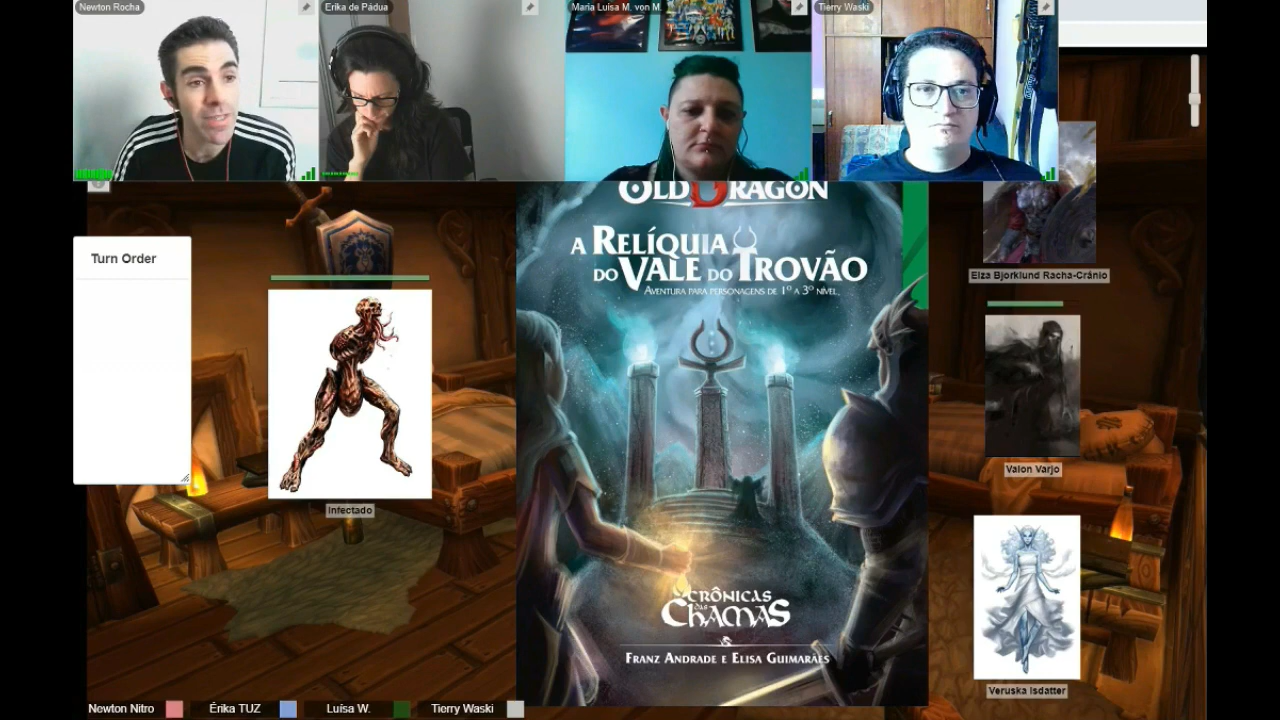 Newton Rocha
Erika de Pádua
Maria Luisa M. von M.
Tierry Waski
OLD DRAGON
A RELÍQUIA
DO VALE DO TROVÃO
AVENTURA PARA PERSONAGENS DE 1º A 3º NÍVEL
Turn Order
Elza Bjorklund Racha-Crânio
Valon Varjo
Infectado
CRÔNICAS
DAS
CHAMAS
FRANZ ANDRADE E ELISA GUIMARÃES
Veruska Isdatter
Newton Nitro
Érika TUZ
Luísa W.
Tierry Waski